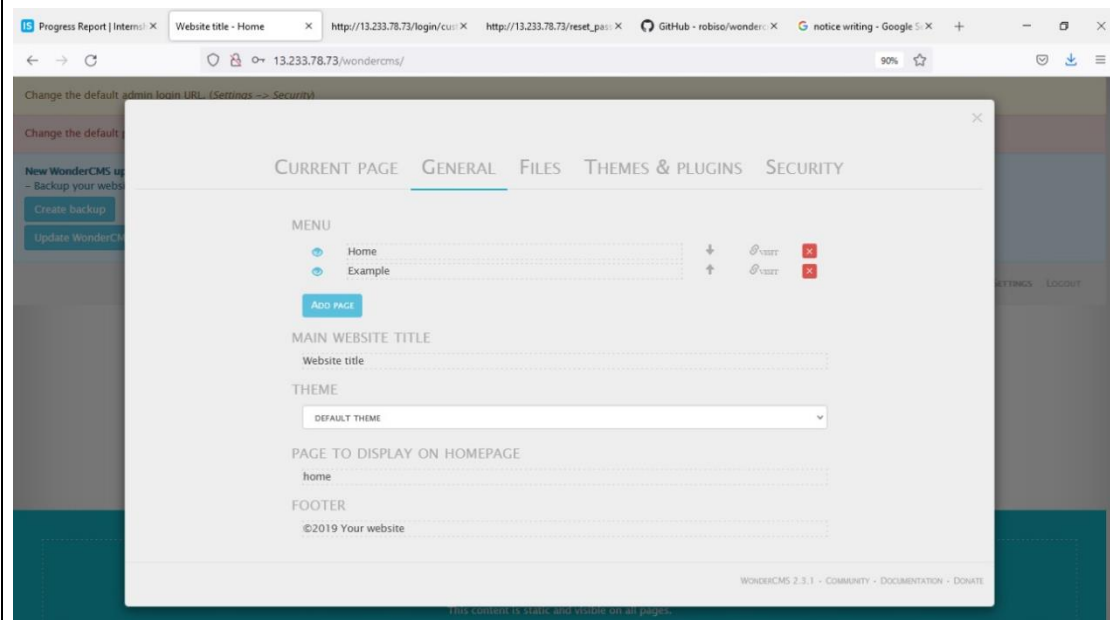 Progress Report | Interns
Website title - Home
http://13.233.78.73/login/cus
http://13.233.78.73/reset_pas
GitHub - robiso/wonderc
notice writing - Google S
13.233.78.73/wondercms/
90%
Change the default admin login URL. (Settings -> Security)
Change the default
CURRENT PAGE GENERAL FILES THEMES & PLUGINS SECURITY
New WonderCMS up
- Backup your webs
Create backup
Update WonderCM
MENU
Home VISIT
Example VISIT
ADD PAGE
SETTINGS LOGOUT
MAIN WEBSITE TITLE
Website title
THEME
DEFAULT THEME
PAGE TO DISPLAY ON HOMEPAGE
home
FOOTER
©2019 Your website
WONDERCMS 2.3.1 - COMMUNITY - DOCUMENTATION - DONATE
This content is static and visible on all pages.